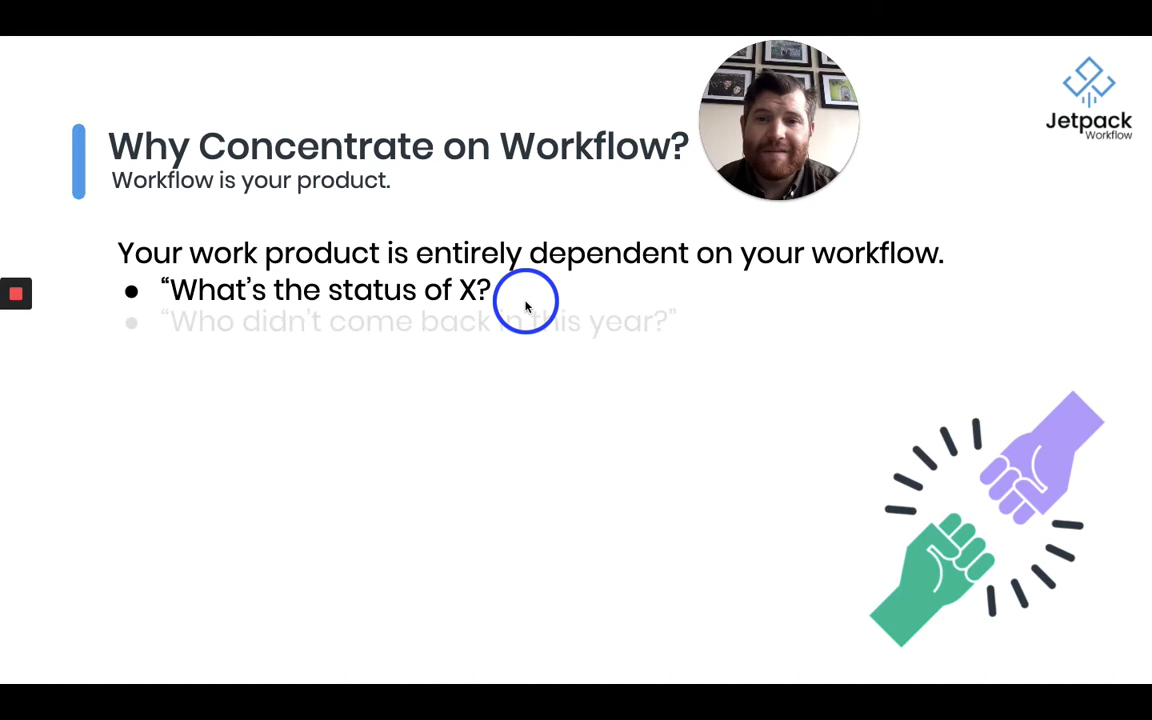 Why Concentrate on Workflow?
Workflow is your product.
Jetpack
Workflow
Your work product is entirely dependent on your workflow.
● “What’s the status of X?
● “Who didn’t come back in this year?”